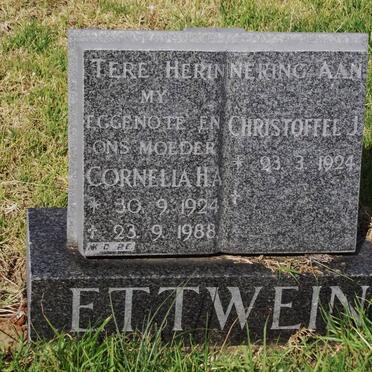 TERE HERINNERING AAN
MY
EGGENOTE EN
ONS MOEDER
CORNELIA H.A.
* 30. 9. 1924
† 23. 9. 1988
CHRISTOFFEL J.
* 23. 3. 1924
†
ETTWEIN